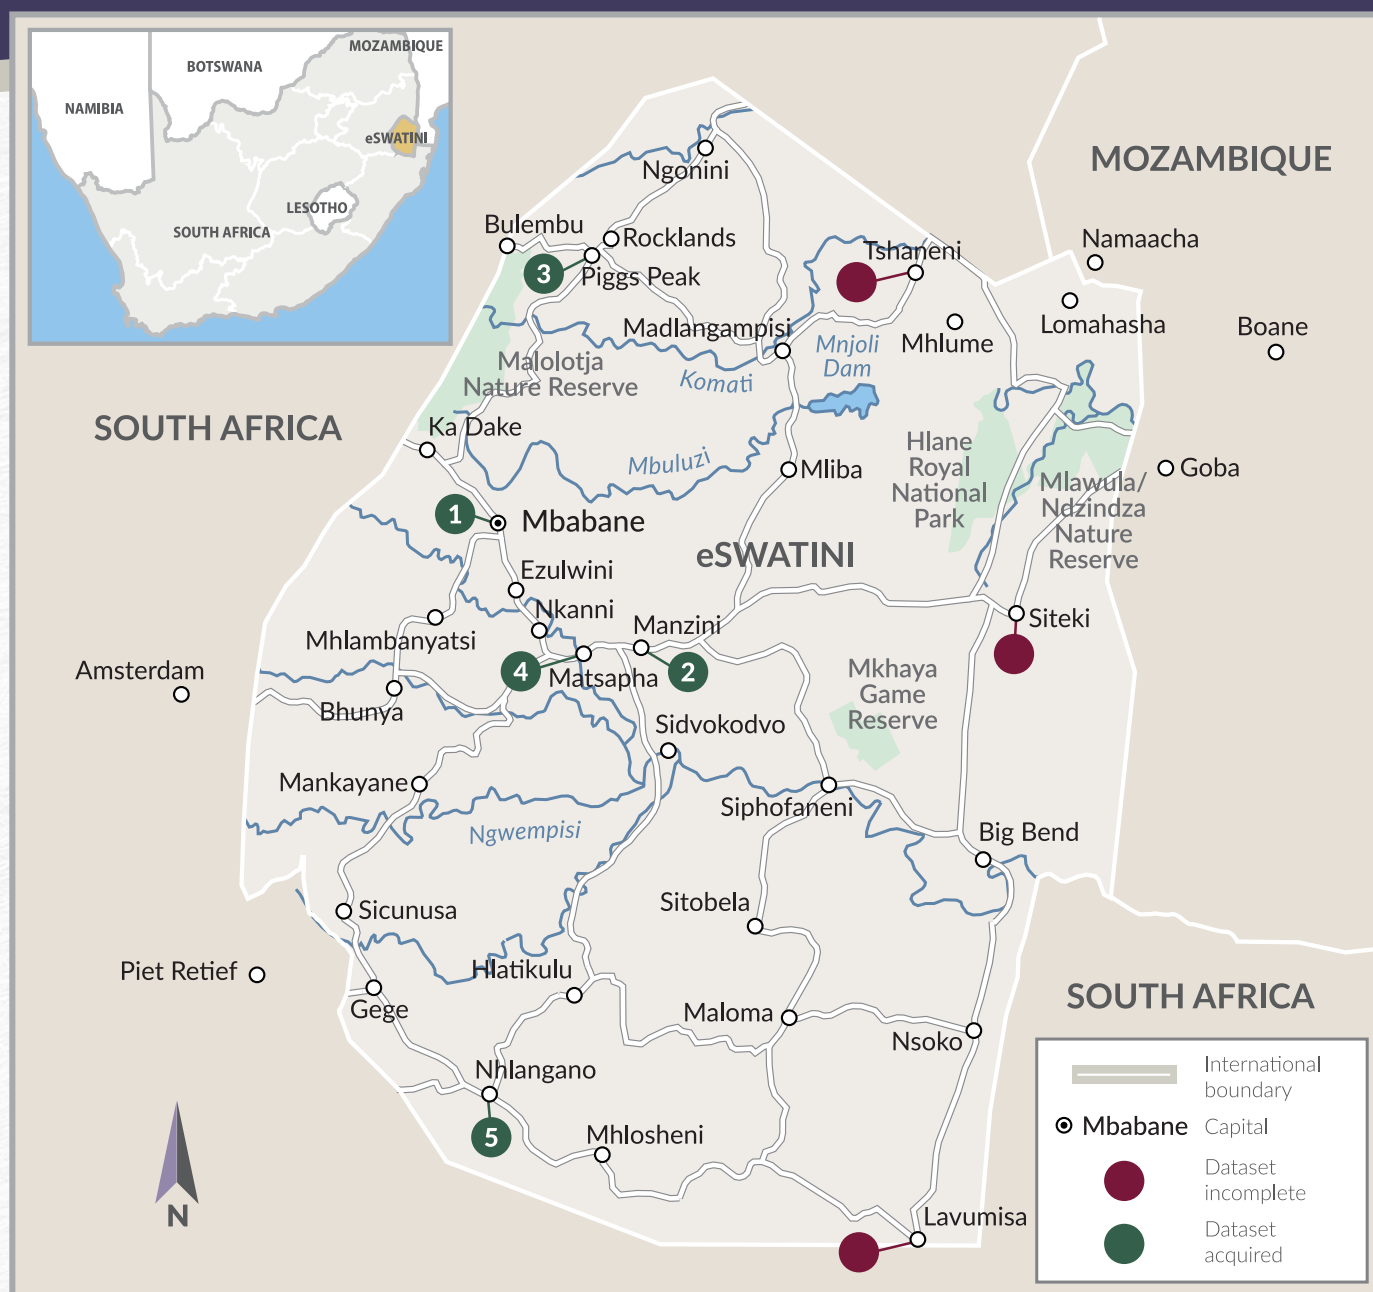 MOZAMBIQUE
BOTSWANA
NAMIBIA
eSWATINI
LESOTHO
SOUTH AFRICA
MOZAMBIQUE
Ngonini
Bulembu
Rocklands
Tshaneni
Namaacha
3
Piggs Peak
Lomahasha
Madlangampisi
Mhlume
Boane
Mnjoli
Dam
Malolotja
Nature Reserve
Komati
SOUTH AFRICA
Ka Dake
Hlane
Royal
National
Park
Mbuluzi
Mliba
Goba
Mlawula/
Ndzindza
Nature
Reserve
1
Mbabane
eSWATINI
Ezulwini
Nkanni
Manzini
Siteki
Mhlambanyatsi
Amsterdam
4
Matsapha
2
Mkhaya
Game
Reserve
Bhunya
Sidvokodvo
Mankayane
Siphofaneni
Ngwempisi
Big Bend
Sitobela
Sicunusa
Piet Retief
Hlatikulu
Gege
Maloma
Nsoko
SOUTH AFRICA
Nhlangano
5
Mhlosheni
Lavumisa
N
International
boundary
Mbabane
Capital
Dataset
incomplete
Dataset
acquired